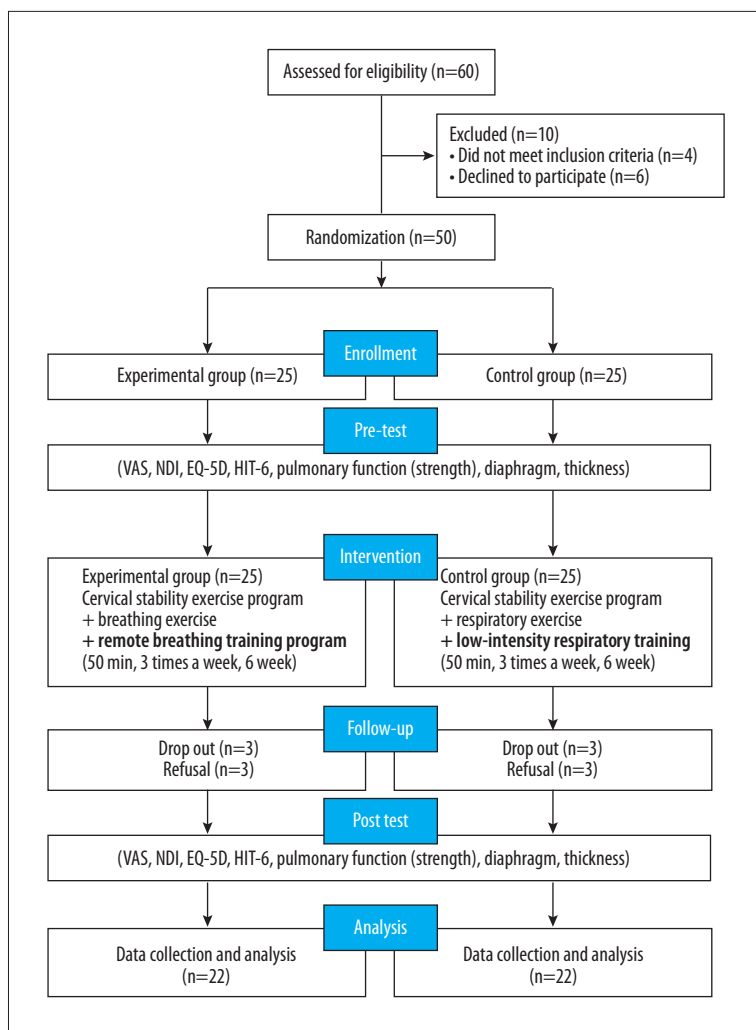 Assessed for eligibility (n=60)
Excluded (n=10)
• Did not meet inclusion criteria (n=4)
• Declined to participate (n=6)
Randomization (n=50)
Enrollment
Experimental group (n=25)
Control group (n=25)
Pre-test
(VAS, NDI, EQ-5D, HIT-6, pulmonary function (strength), diaphragm, thickness)
Intervention
Experimental group (n=25)
Cervical stability exercise program
+ breathing exercise
+ remote breathing training program
(50 min, 3 times a week, 6 week)
Control group (n=25)
Cervical stability exercise program
+ respiratory exercise
+ low-intensity respiratory training
(50 min, 3 times a week, 6 week)
Follow-up
Drop out (n=3)
Refusal (n=3)
Drop out (n=3)
Refusal (n=3)
Post test
(VAS, NDI, EQ-5D, HIT-6, pulmonary function (strength), diaphragm, thickness)
Analysis
Data collection and analysis
(n=22)
Data collection and analysis
(n=22)